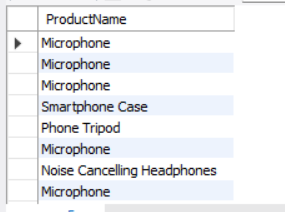 ProductName
Microphone
Microphone
Microphone
Smartphone Case
Phone Tripod
Microphone
Noise Cancelling Headphones
Microphone